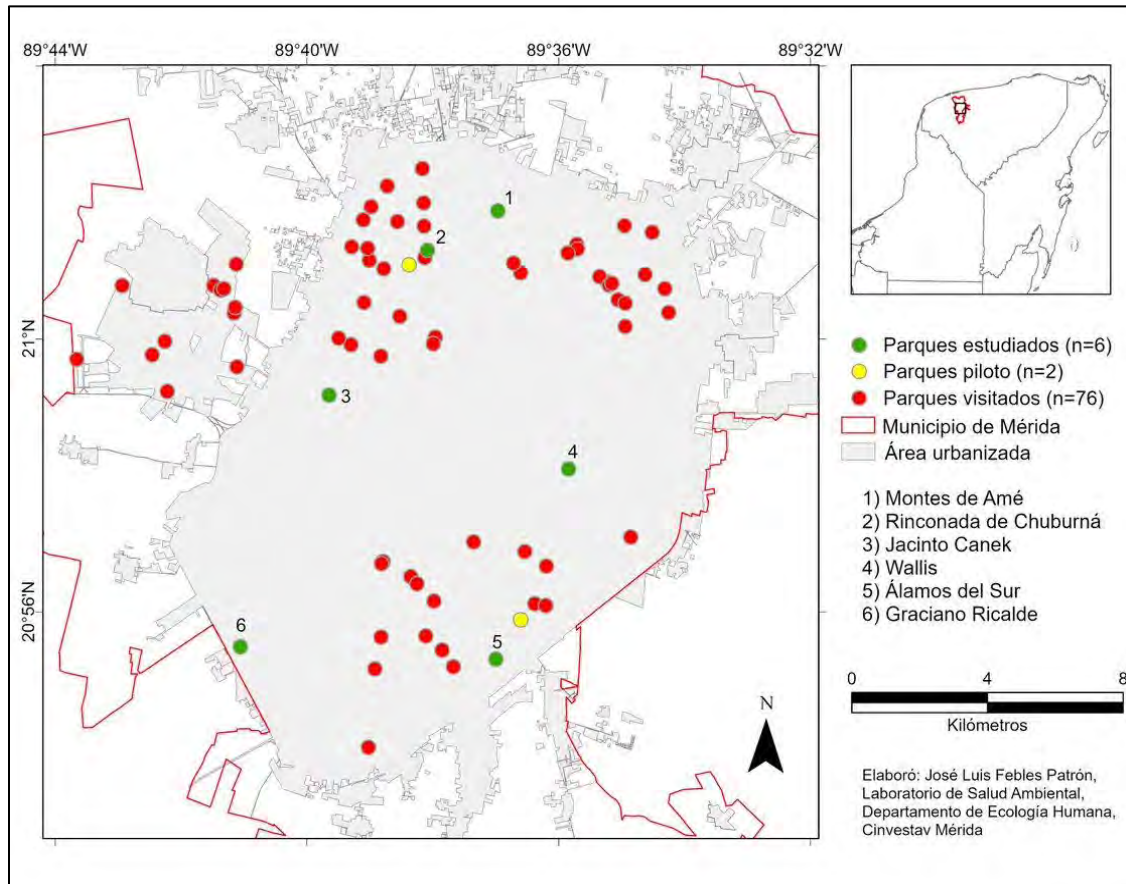 89°44'W
89°40'W
89°36'W
89°32'W
21°N
20°56'N
1
2
3
4
5
6
Parques estudiados (n=6)
Parques piloto (n=2)
Parques visitados (n=76)
Municipio de Mérida
Área urbanizada
1) Montes de Amé
2) Rinconada de Chuburná
3) Jacinto Canek
4) Wallis
5) Álamos del Sur
6) Graciano Ricalde
0 4 8
Kilómetros
N
Elaboró: José Luis Febles Patrón,
Laboratorio de Salud Ambiental,
Departamento de Ecología Humana,
Cinvestav Mérida